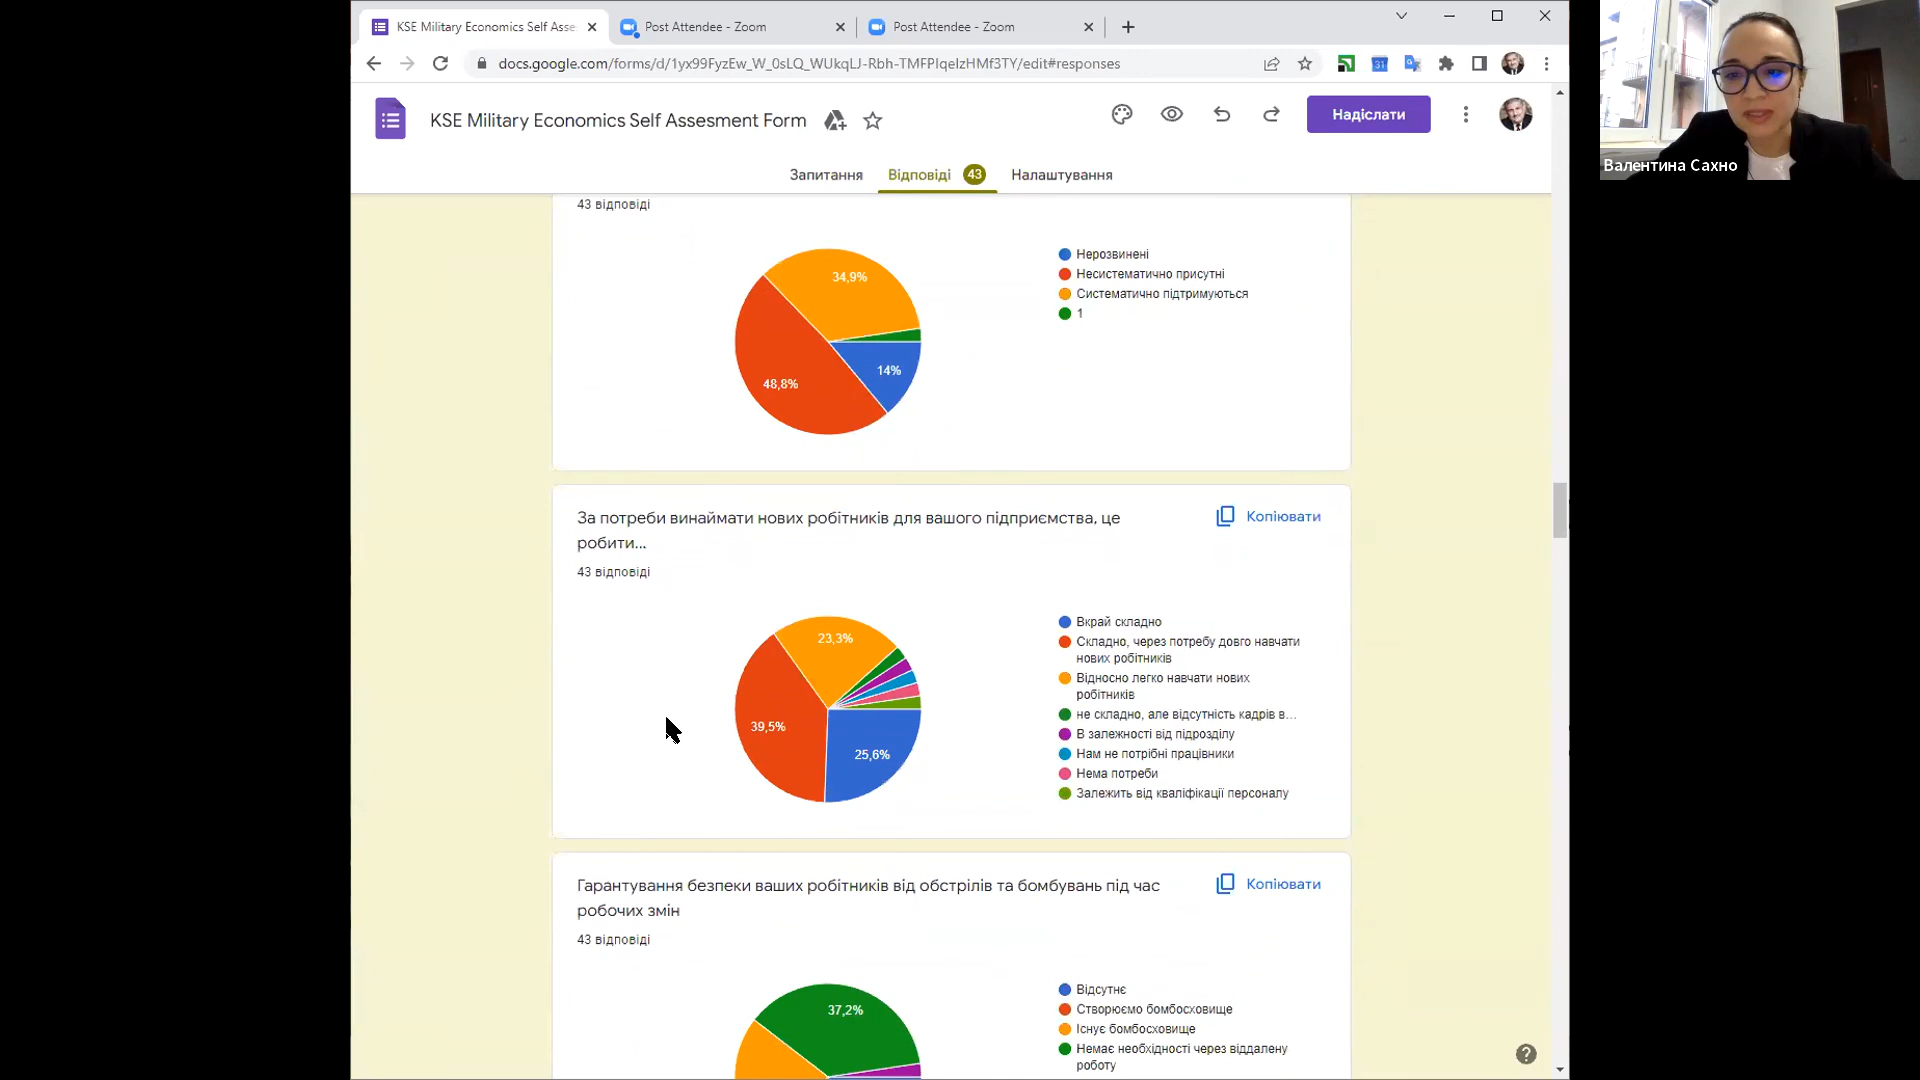 KSE Military Economics Self Asse
Post Attendee - Zoom
Post Attendee - Zoom
docs.google.com/forms/d/1yx99FyzEw_W_0sLQ_WUkqLJ-Rbh-TMFPIqelzHMf3TY/edit#responses
31
KSE Military Economics Self Assesment Form
Надіслати
Валентина Сахно
Запитання
Відповіді 43
Налаштування
43 відповіді
34,9%
48,8%
14%
Нерозвинені
Несистематично присутні
Систематично підтримуються
1
За потреби винаймати нових робітників для вашого підприємства, це
робити...
Копіювати
43 відповіді
23,3%
39,5%
25,6%
Вкрай складно
Складно, через потребу довго навчати
нових робітників
Відносно легко навчати нових
робітників
не складно, але відсутність кадрів в...
В залежності від підрозділу
Нам не потрібні працівники
Нема потреби
Залежить від кваліфікації персоналу
Гарантування безпеки ваших робітників від обстрілів та бомбувань під час
робочих змін
Копіювати
43 відповіді
37,2%
Відсутнє
Створюємо бомбосховище
Існує бомбосховище
Немає необхідності через віддалену
роботу